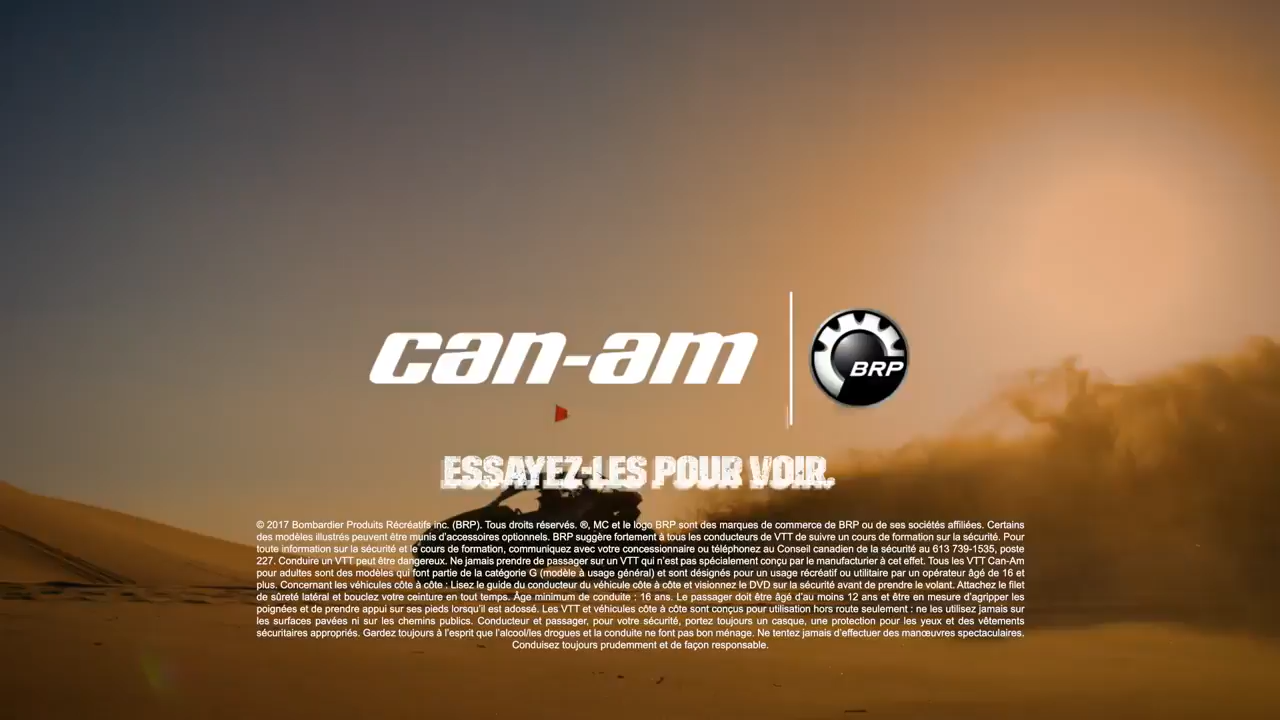 can-am
BRP
ESSAYEZ-LES POUR VOIR.
© 2017 Bombardier Produits Récréatifs inc. (BRP). Tous droits réservés. ®, MC et le logo BRP sont des marques de commerce de BRP ou de ses sociétés affiliées. Certains
des modèles illustrés peuvent être munis d'accessoires optionnels. BRP suggère fortement à tous les conducteurs de VTT de suivre un cours de formation sur la sécurité. Pour
toute information sur la sécurité et le cours de formation, communiquez avec votre concessionnaire ou téléphonez au Conseil canadien de la sécurité au 613 739-1535, poste
227. Conduire un VTT peut être dangereux. Ne jamais prendre de passager sur un VTT qui n'est pas spécialement conçu par le manufacturier à cet effet. Tous les VTT Can-Am
pour adultes sont des modèles qui font partie de la catégorie G (modèle à usage général) et sont désignés pour un usage récréatif ou utilitaire par un opérateur âgé de 16 et
plus. Concernant les véhicules côte à côte : Lisez le guide du conducteur du véhicule côte à côte et visionnez le DVD sur la sécurité avant de prendre le volant. Attachez le filet
de sûreté latéral et bouclez votre ceinture en tout temps. Âge minimum de conduite : 16 ans. Le passager doit être âgé d'au moins 12 ans et être en mesure d'agripper les
poignées et de prendre appui sur ses pieds lorsqu'il est adossé. Les VTT et véhicules côte à côte sont conçus pour utilisation hors route seulement : ne les utilisez jamais sur
les surfaces pavées ni sur les chemins publics. Conducteur et passager, pour votre sécurité, portez toujours un casque, une protection pour les yeux et des vêtements
sécuritaires appropriés. Gardez toujours à l'esprit que l'alcool/les drogues et la conduite ne font pas bon ménage. Ne tentez jamais d'effectuer des manœuvres spectaculaires.
Conduisez toujours prudemment et de façon responsable.